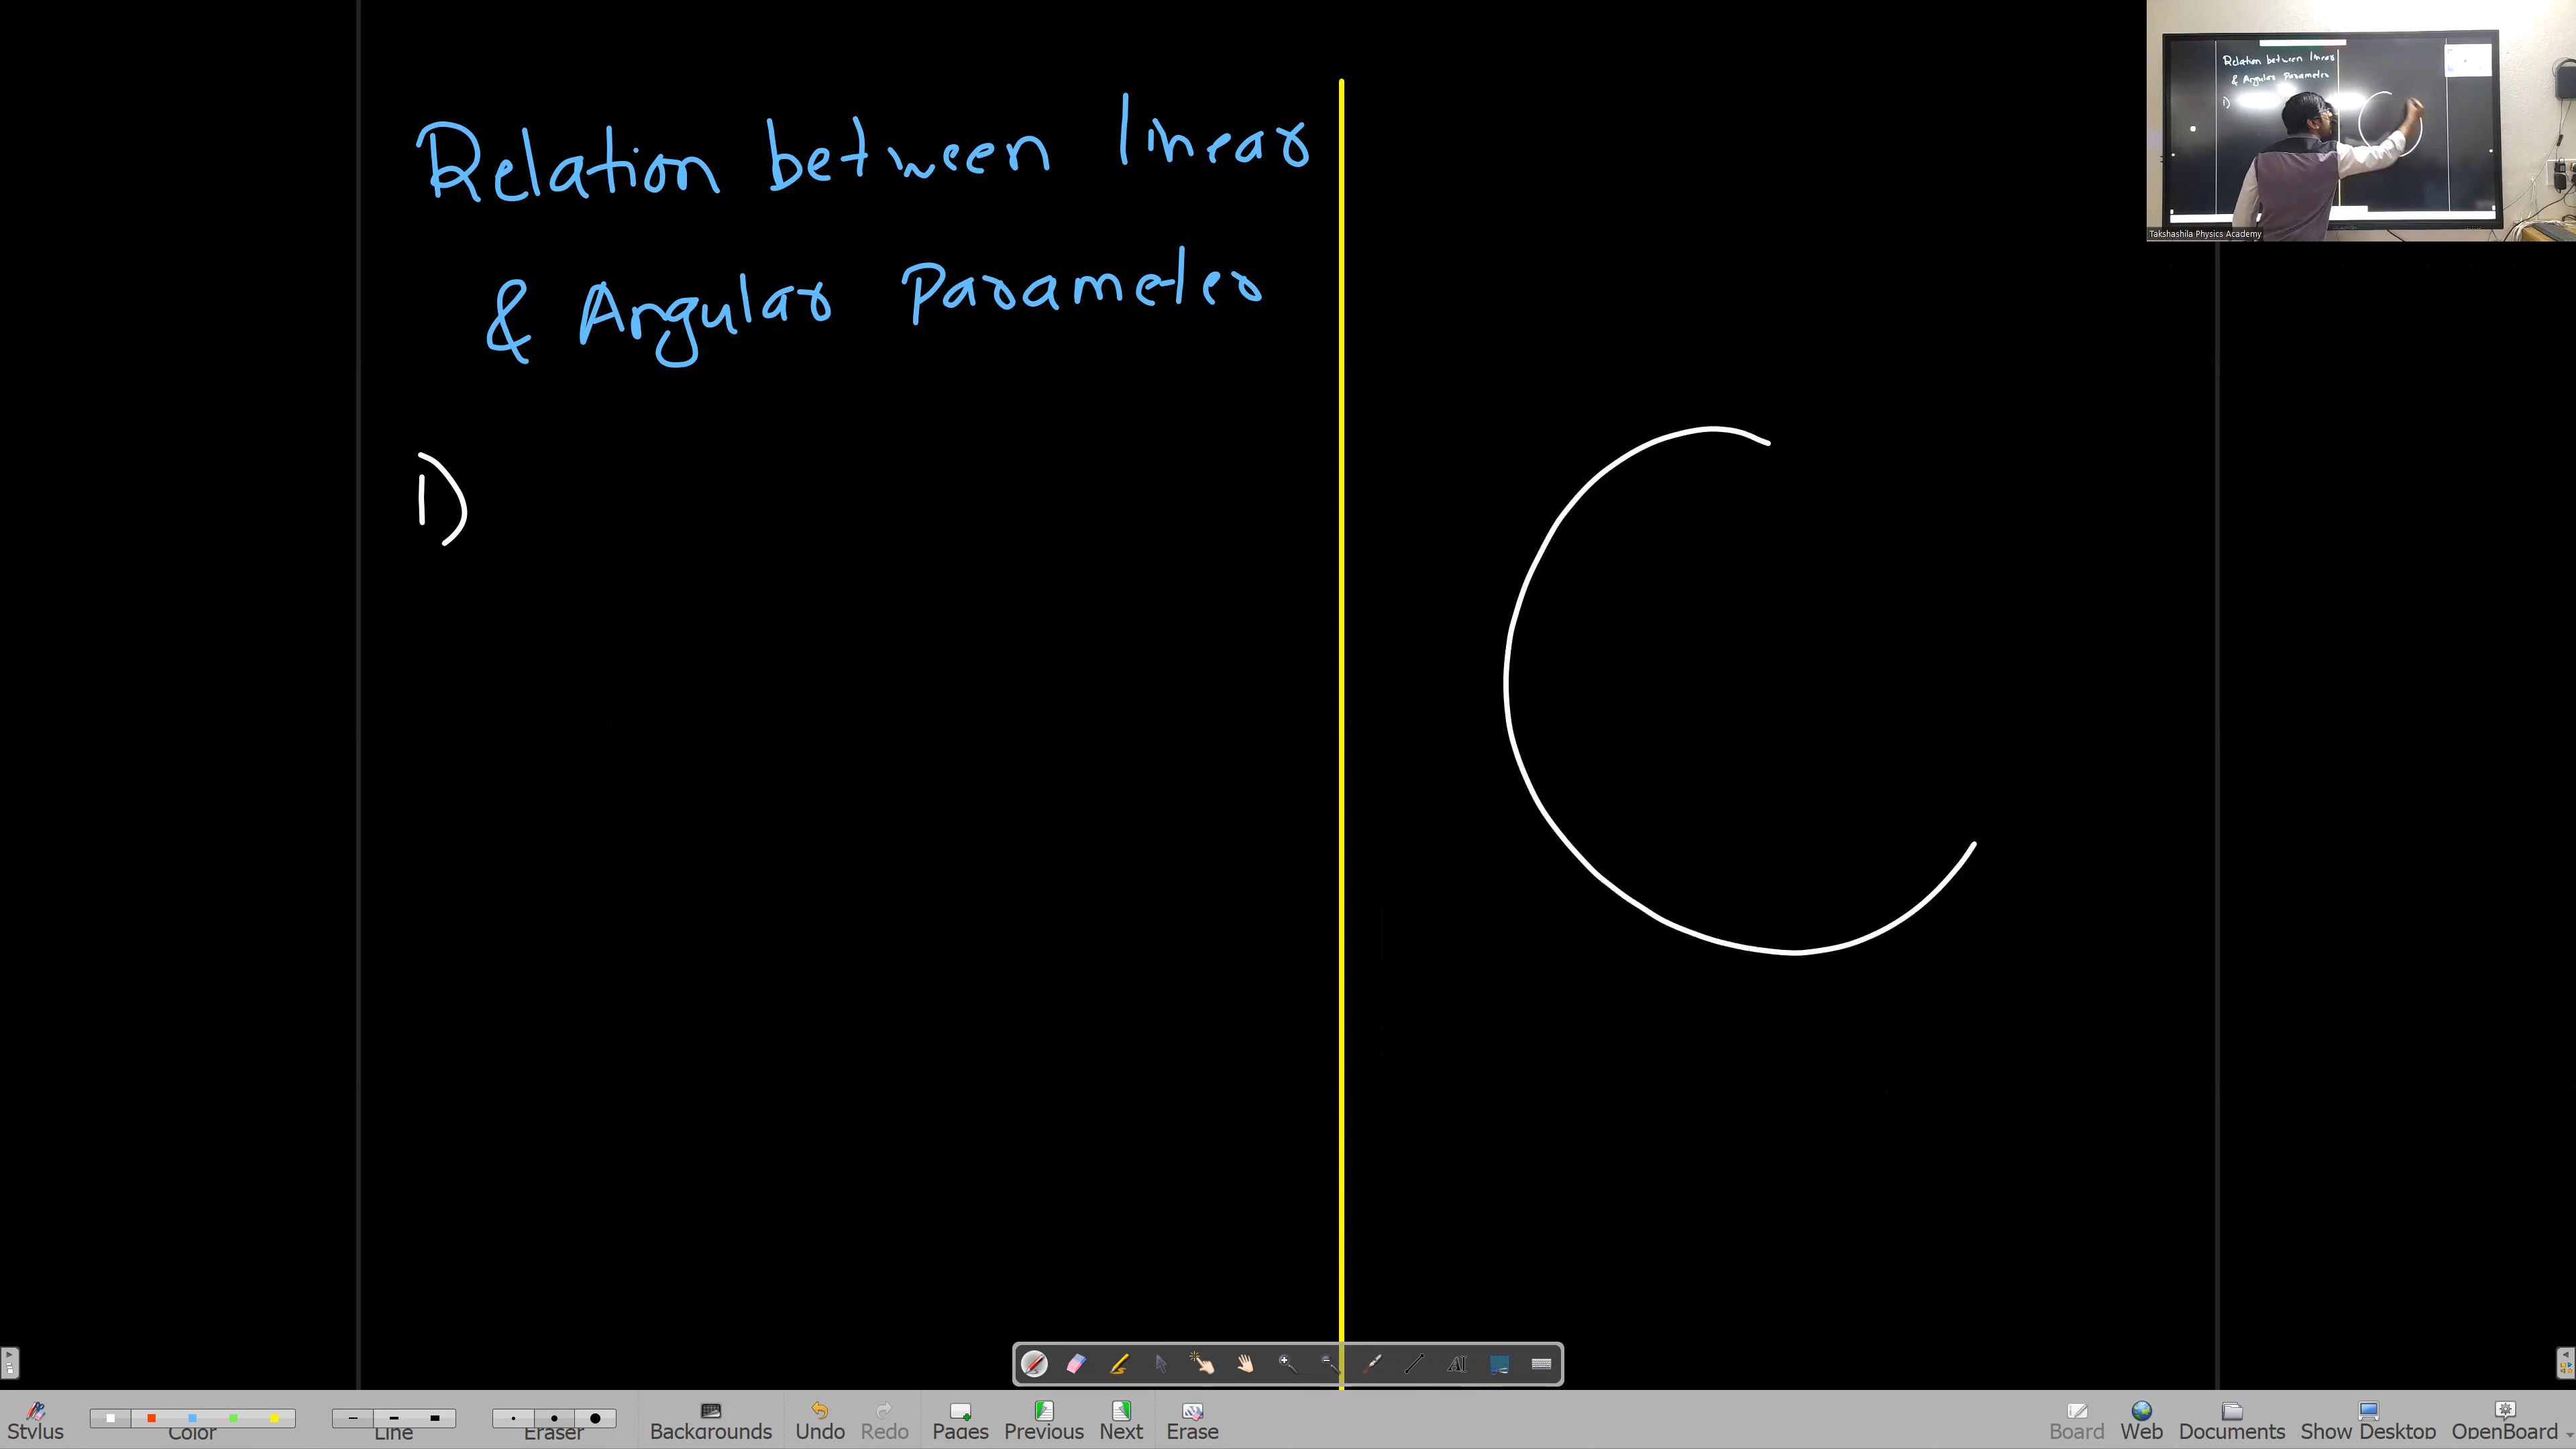 Relation between linear
& Angular Parameter
1)
Takshashila Physics Academy
Stylus
Color
Line
Eraser
Backgrounds
Undo
Redo
Pages
Previous
Next
Erase
Board
Web
Documents
Show Desktop
OpenBoard